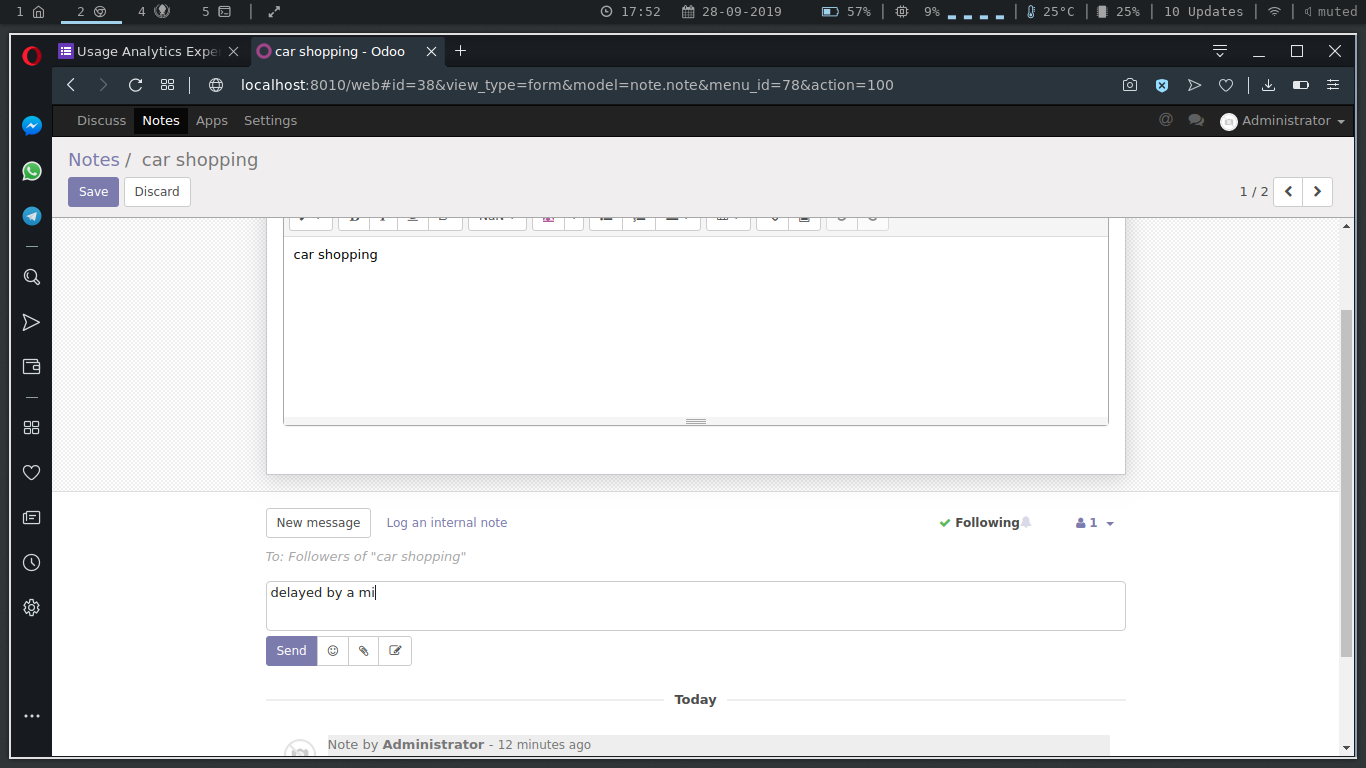 1 2 4 5 17:52 28-09-2019 57% 9% 25°C 25% 10 Updates muted
Usage Analytics Expe car shopping - Odoo
localhost:8010/web#id=38&view_type=form&model=note.note&menu_id=78&action=100
Discuss Notes Apps Settings @ Administrator
Notes / car shopping
Save Discard 1 / 2
car shopping
New message Log an internal note Following 1
To: Followers of "car shopping"
delayed by a mi
Send
Today
Note by Administrator - 12 minutes ago